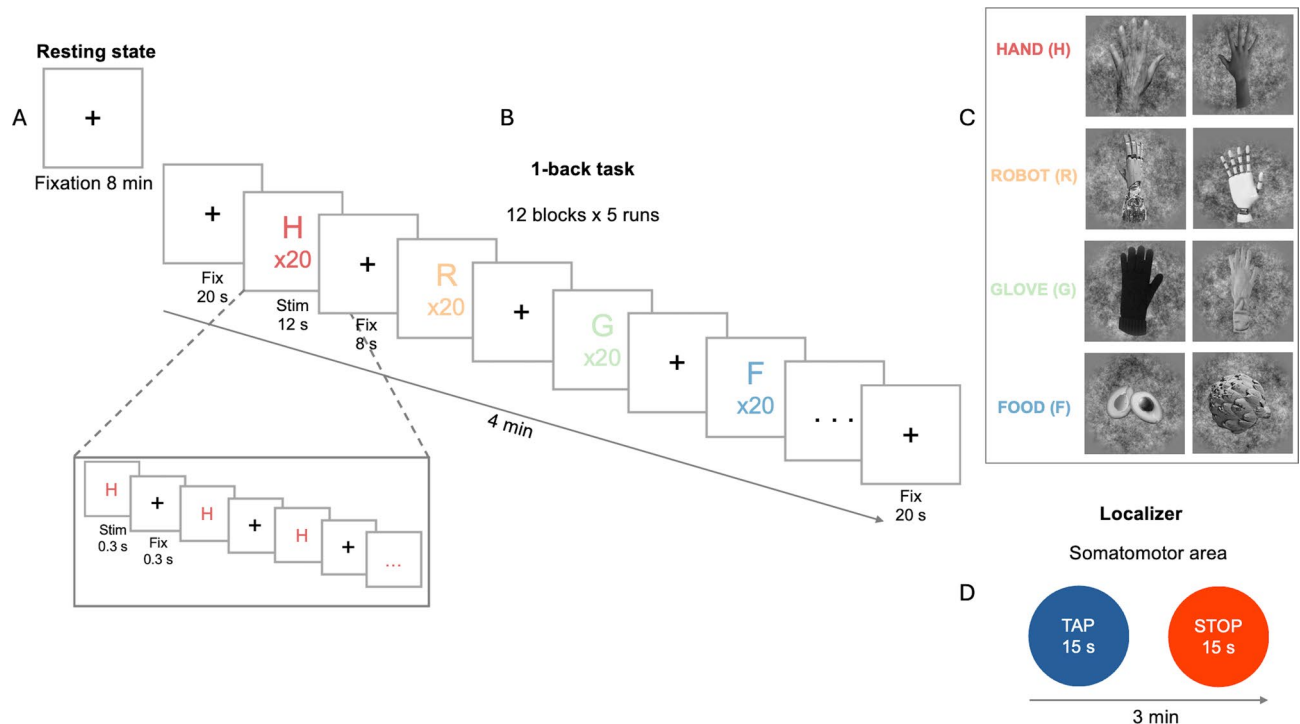 A
Resting state
+
Fixation 8 min
B
1-back task
12 blocks x 5 runs
+
Fix
20 s
H
x20
Stim
12 s
+
Fix
8 s
R
x20
+
G
x20
+
F
x20
. . .
+
Fix
20 s
4 min
H
Stim
0.3 s
+
Fix
0.3 s
H
+
H
+
...
C
HAND (H)
ROBOT (R)
GLOVE (G)
FOOD (F)
D
Localizer
Somatomotor area
TAP
15 s
STOP
15 s
3 min